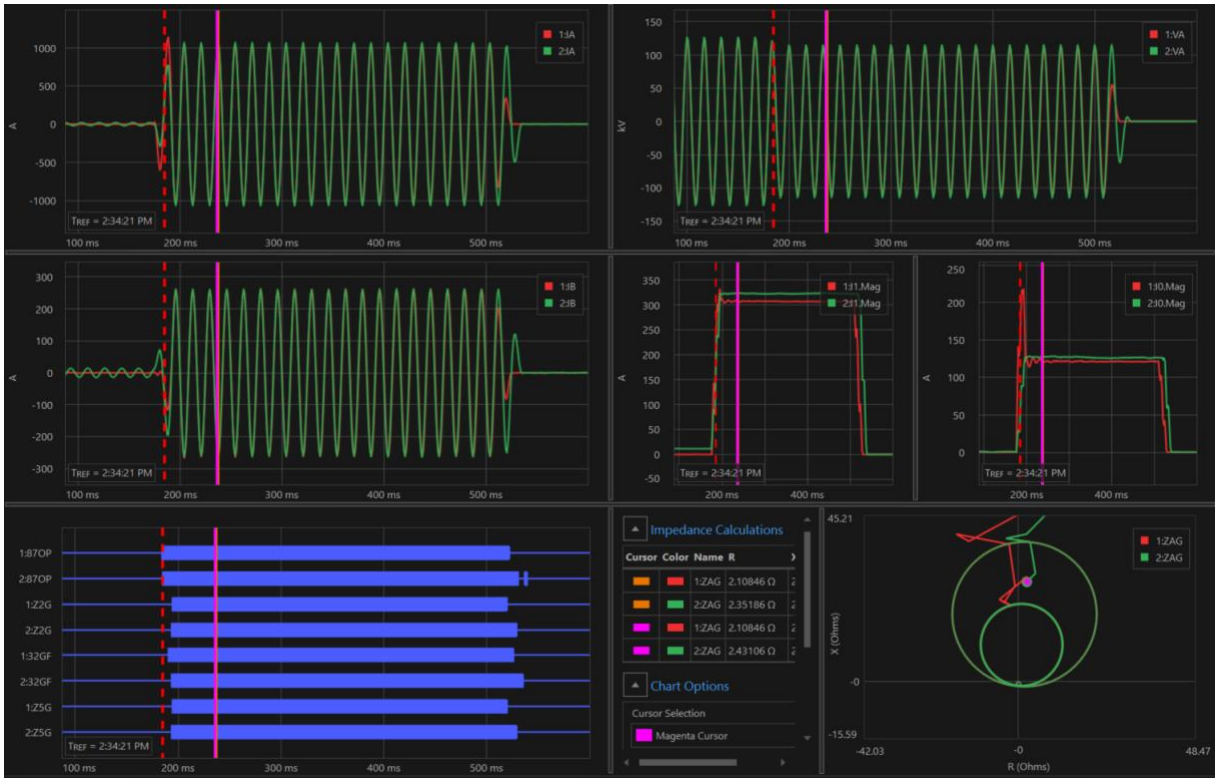 1000
500
0
-500
-1000
A
1:IA
2:IA
TREF = 2:34:21 PM
100 ms
200 ms
300 ms
400 ms
500 ms
150
100
50
0
-50
-100
-150
kV
1:VA
2:VA
TREF = 2:34:21 PM
100 ms
200 ms
300 ms
400 ms
500 ms
300
200
100
0
-100
-200
-300
A
1:IB
2:IB
TREF = 2:34:21 PM
100 ms
200 ms
300 ms
400 ms
500 ms
350
300
250
200
150
100
50
0
-50
A
1:I1.Mag
2:I1.Mag
TREF = 2:34:21 PM
200 ms
400 ms
250
200
150
100
50
0
A
1:I0.Mag
2:I0.Mag
TREF = 2:34:21 PM
200 ms
400 ms
1:87OP
2:87OP
1:Z2G
2:Z2G
1:32GF
2:32GF
1:Z5G
2:Z5G
TREF = 2:34:21 PM
100 ms
200 ms
300 ms
400 ms
500 ms
Impedance Calculations
Cursor Color Name R
1:ZAG 2.10846 Ω 2
2:ZAG 2.35186 Ω 2
1:ZAG 2.10846 Ω 2
2:ZAG 2.43106 Ω 2
Chart Options
Cursor Selection
Magenta Cursor
45.21
-0
-15.59
X (Ohms)
1:ZAG
2:ZAG
-42.03
-0
48.47
R (Ohms)